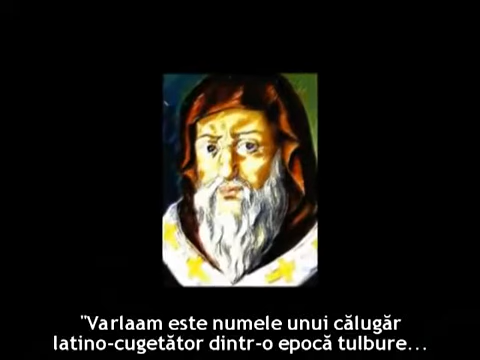 "Varlaam este numele unui călugăr
latino-cugetător dintr-o epocă tulbure...